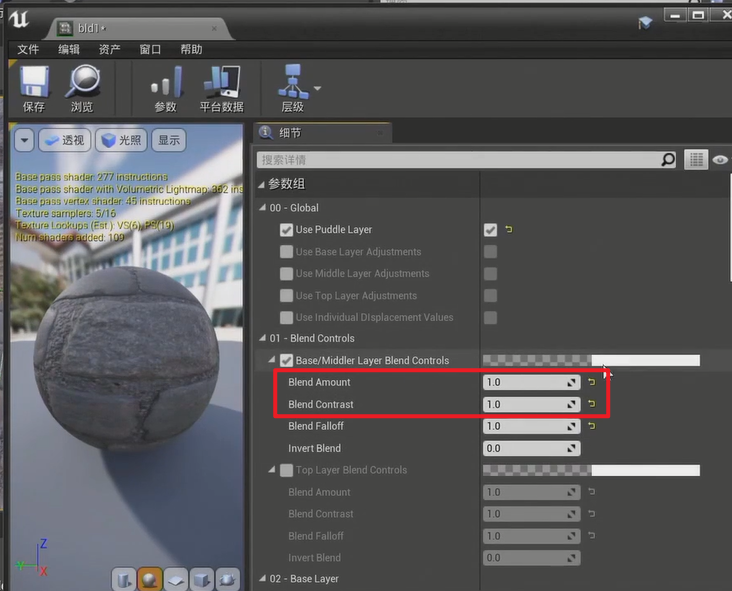 bld1•
文件 编辑 资产 窗口 帮助
保存 浏览 参数 平台数据 层级
透视 光照 显示
Base pass shader: 277 instructions
Base pass shader with Volumetric Lightmap: 362 in
Base pass vertex shader: 45 instructions
Texture samplers: 5/16
Texture Lookups (Est.): VS(6), PS(19)
Num shaders added: 109
细节
搜索详情
参数组
00 - Global
Use Puddle Layer
Use Base Layer Adjustments
Use Middle Layer Adjustments
Use Top Layer Adjustments
Use Individual DIsplacement Values
01 - Blend Controls
Base/Middler Layer Blend Controls
Blend Amount 1.0
Blend Contrast 1.0
Blend Falloff 1.0
Invert Blend 0.0
Top Layer Blend Controls
Blend Amount 1.0
Blend Contrast 1.0
Blend Falloff 1.0
Invert Blend 0.0
02 - Base Layer
Z
Y X